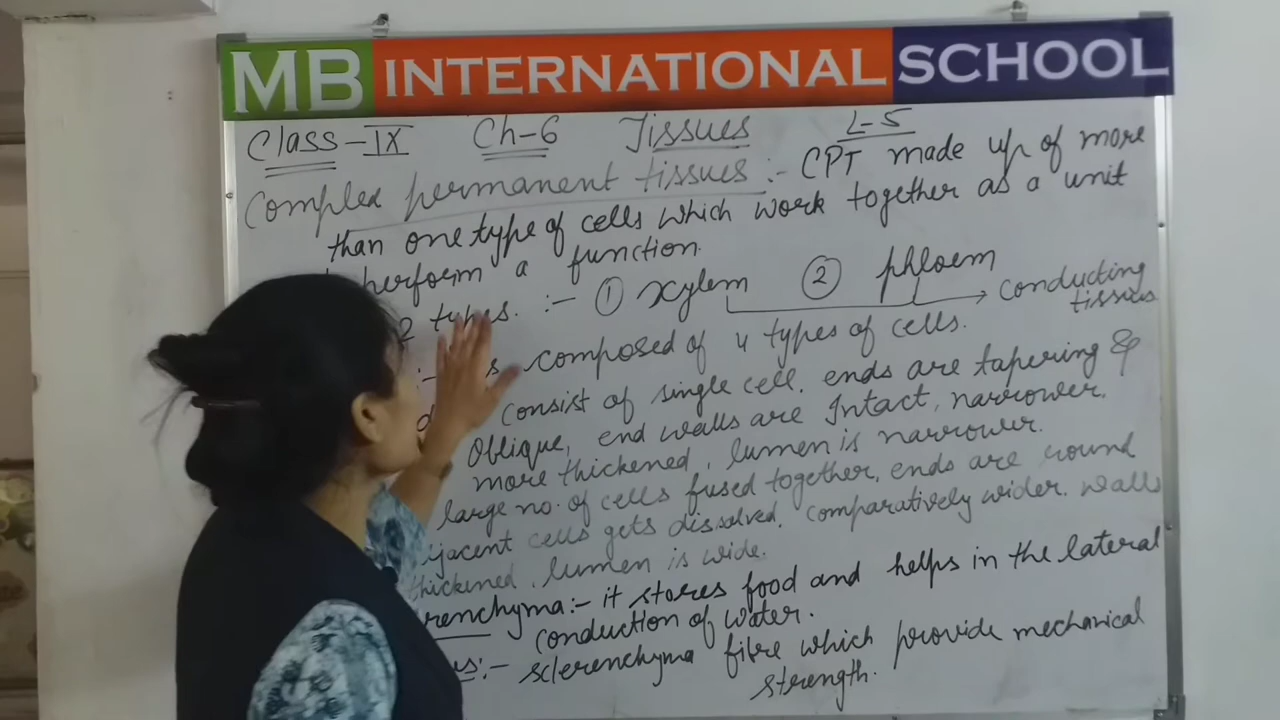 MB INTERNATIONAL SCHOOL
Class-IX Ch-6 Tissues L-5
Complex permanent tissues :- CPT made up of more
than one type of cells which work together as a unit
perform a function.
2 types. :- ① xylem ② phloem → conducting
tissues
composed of 4 types of cells.
consist of single cell. ends are tapering &
Oblique, end walls are Intact, narrower,
more thickened, lumen is narrower.
large no. of cells fused together, ends are round
cells gets dissolved. comparatively wider. walls
thickened, lumen is wide.
renchyma:- it stores food and helps in the lateral
conduction of water.
:- sclerenchyma fibre which provide mechanical
strength.